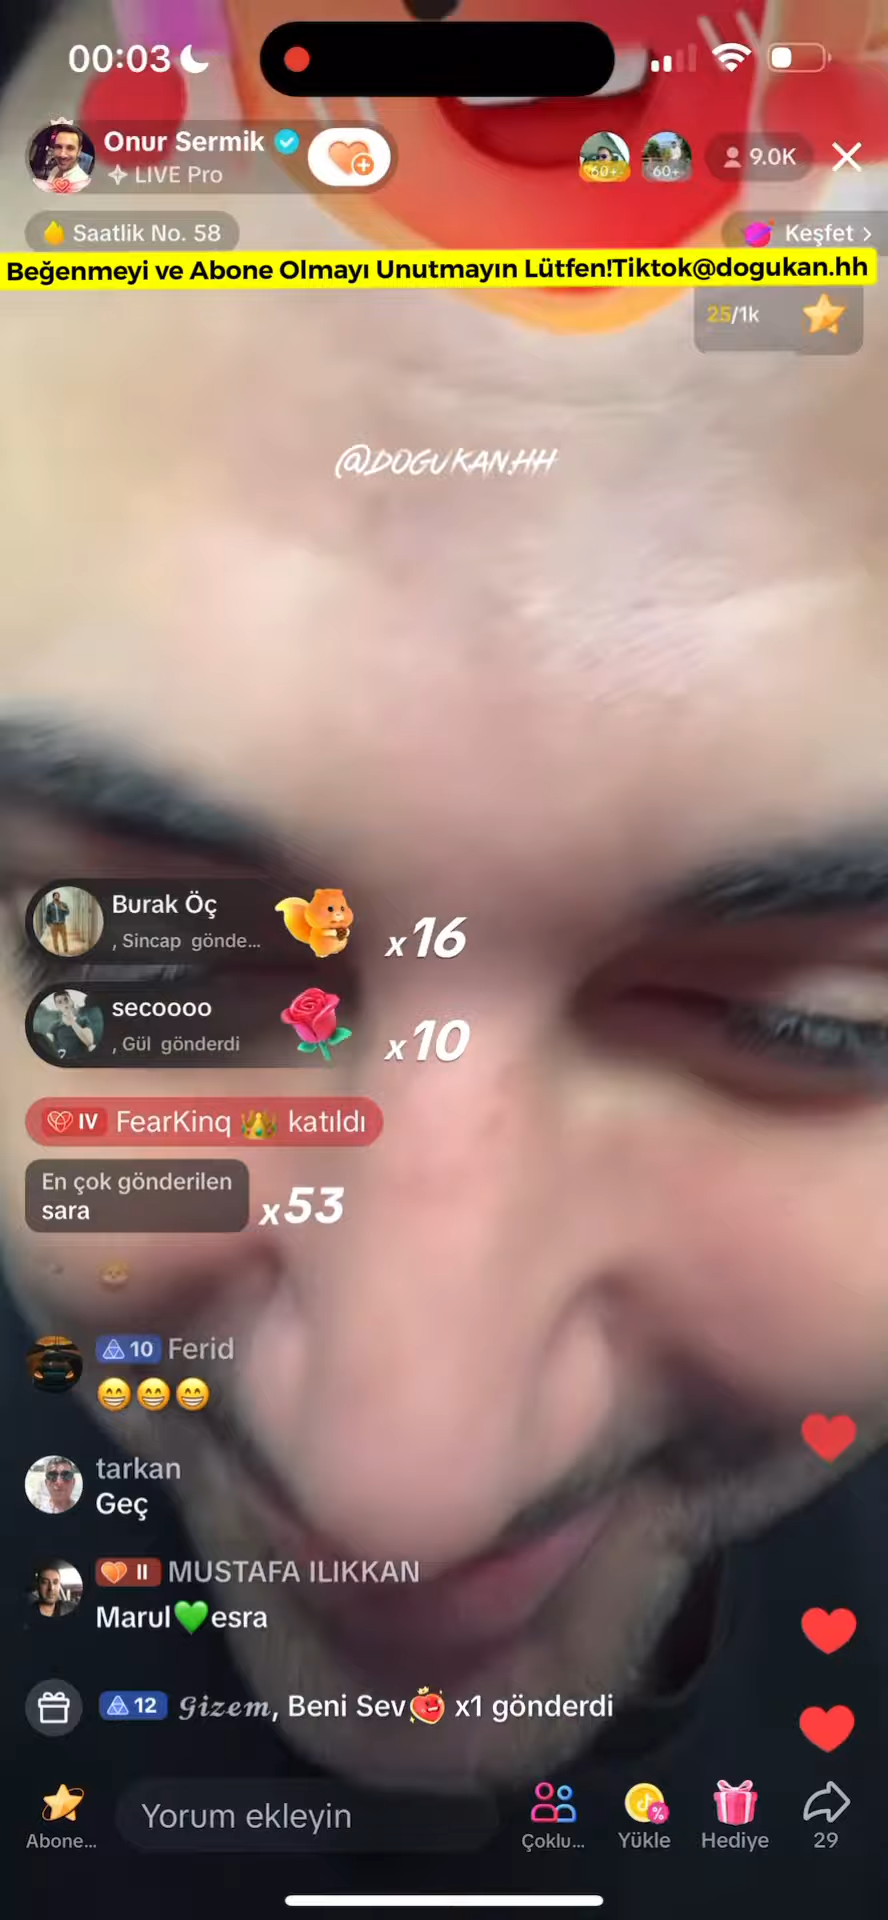 00:03
Onur Sermik
LIVE Pro
60+
60+
9.0K
Saatlik No. 58
Keşfet >
Beğenmeyi ve Abone Olmayı Unutmayın Lütfen!Tiktok@dogukan.hh
25/1k
@DOGUKAN.HH
Burak Öç
, Sincap gönde...
x16
secoooo
, Gül gönderdi
x10
IV FearKinq 👑 katıldı
En çok gönderilen
sara
x53
10 Ferid
😁😁😁
tarkan
Geç
II MUSTAFA ILIKKAN
Marul💚esra
12 𝓖𝓲𝔃𝓮𝓶, Beni Sev x1 gönderdi
Abone...
Yorum ekleyin
Çoklu...
Yükle
Hediye
29